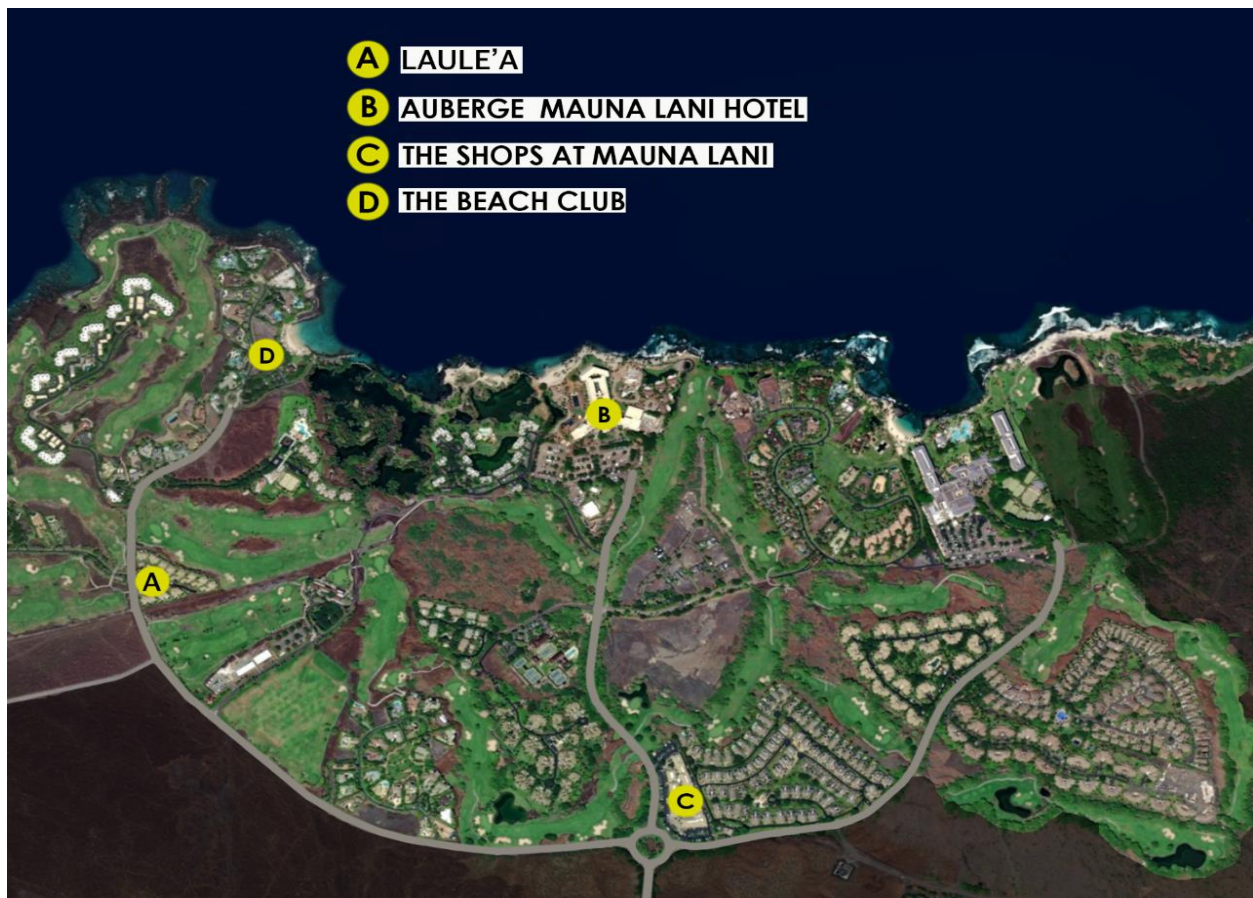 A LAULE'A
B AUBERGE MAUNA LANI HOTEL
C THE SHOPS AT MAUNA LANI
D THE BEACH CLUB
D
B
A
C